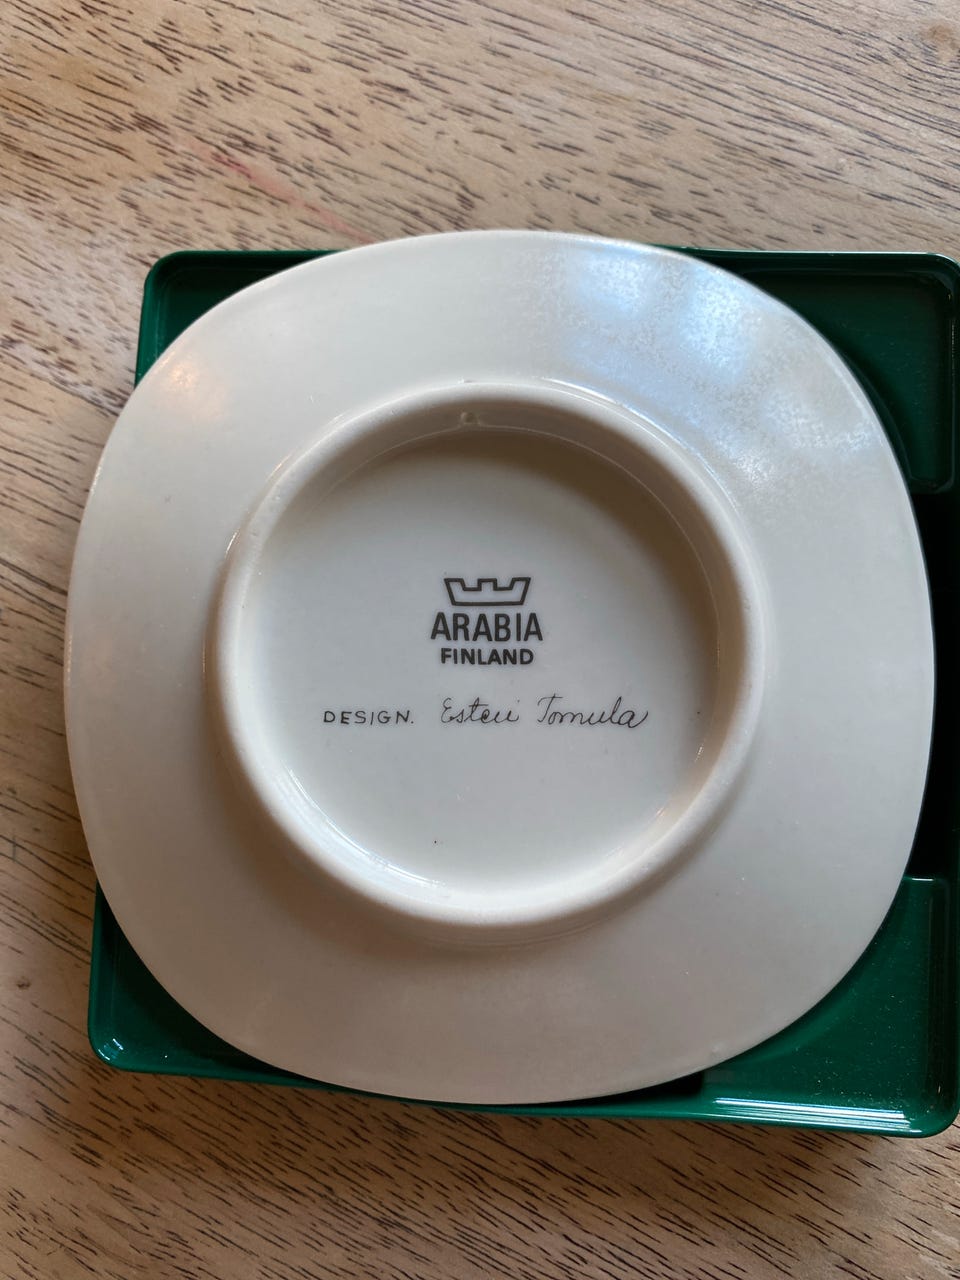 ARABIA
FINLAND
DESIGN. Esteri Tomula